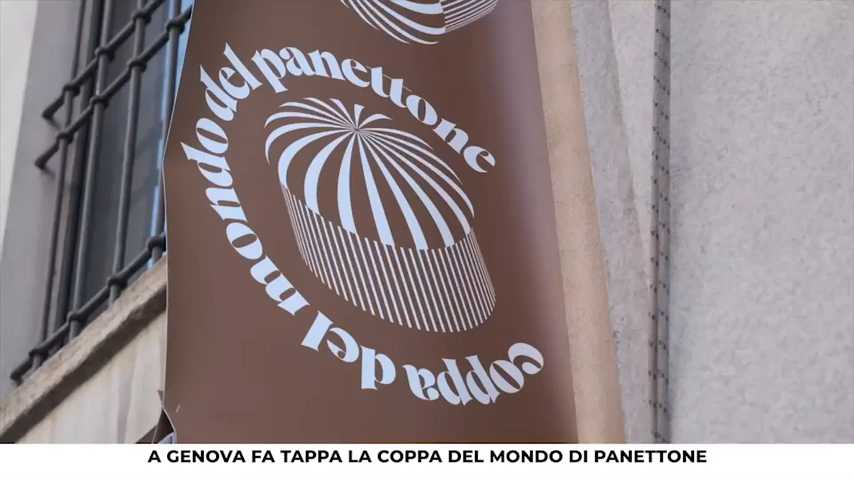 coppa del mondo del panettone
A GENOVA FA TAPPA LA COPPA DEL MONDO DI PANETTONE